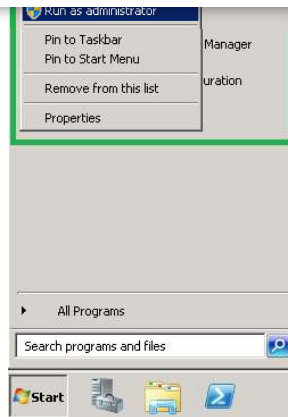 Run as administrator
Pin to Taskbar
Manager
Pin to Start Menu
uration
Remove from this list
Properties
All Programs
Search programs and files
Start